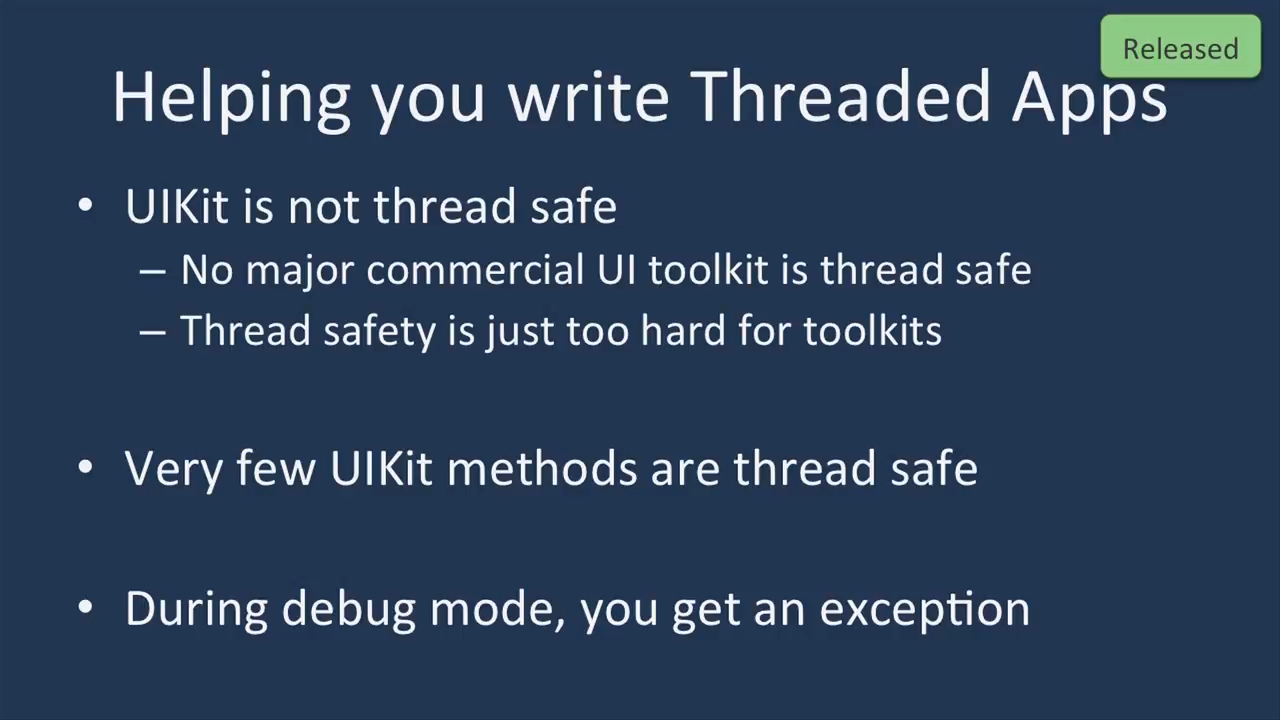 Released
Helping you write Threaded Apps
• UIKit is not thread safe
– No major commercial UI toolkit is thread safe
– Thread safety is just too hard for toolkits
• Very few UIKit methods are thread safe
• During debug mode, you get an exception